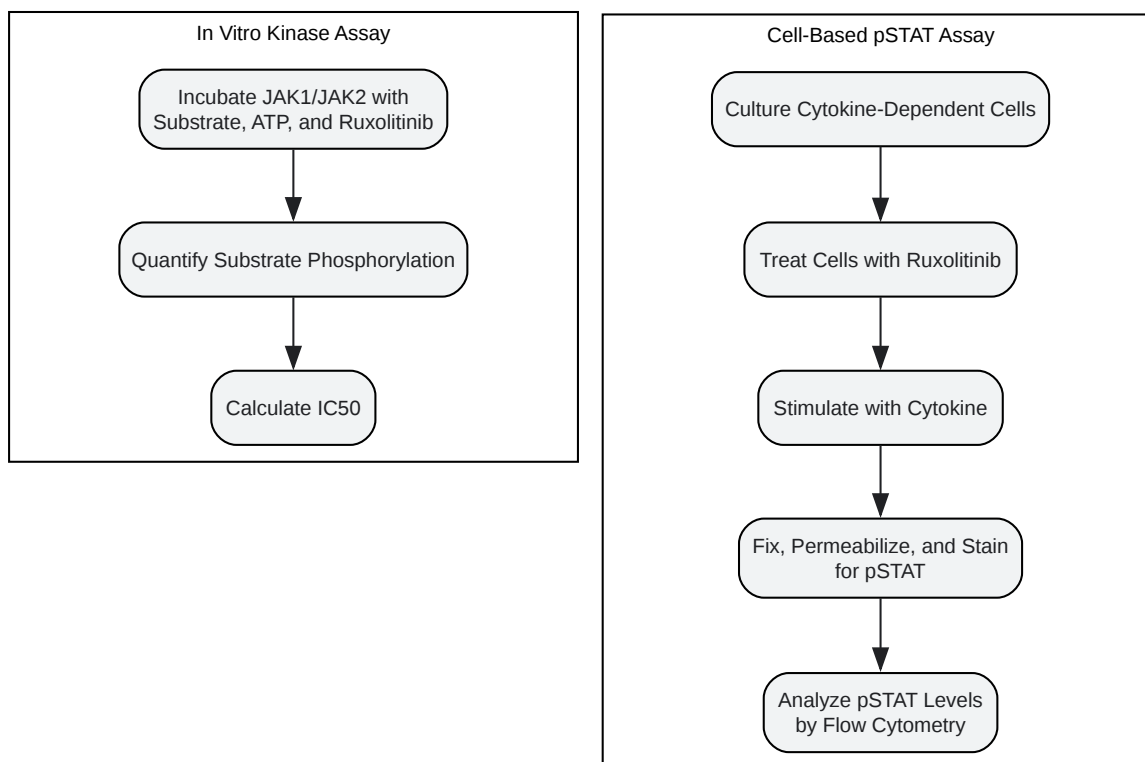 In Vitro Kinase Assay
Incubate JAK1/JAK2 with
Substrate, ATP, and Ruxolitinib
Quantify Substrate Phosphorylation
Calculate IC50
Cell-Based pSTAT Assay
Culture Cytokine-Dependent Cells
Treat Cells with Ruxolitinib
Stimulate with Cytokine
Fix, Permeabilize, and Stain
for pSTAT
Analyze pSTAT Levels
by Flow Cytometry